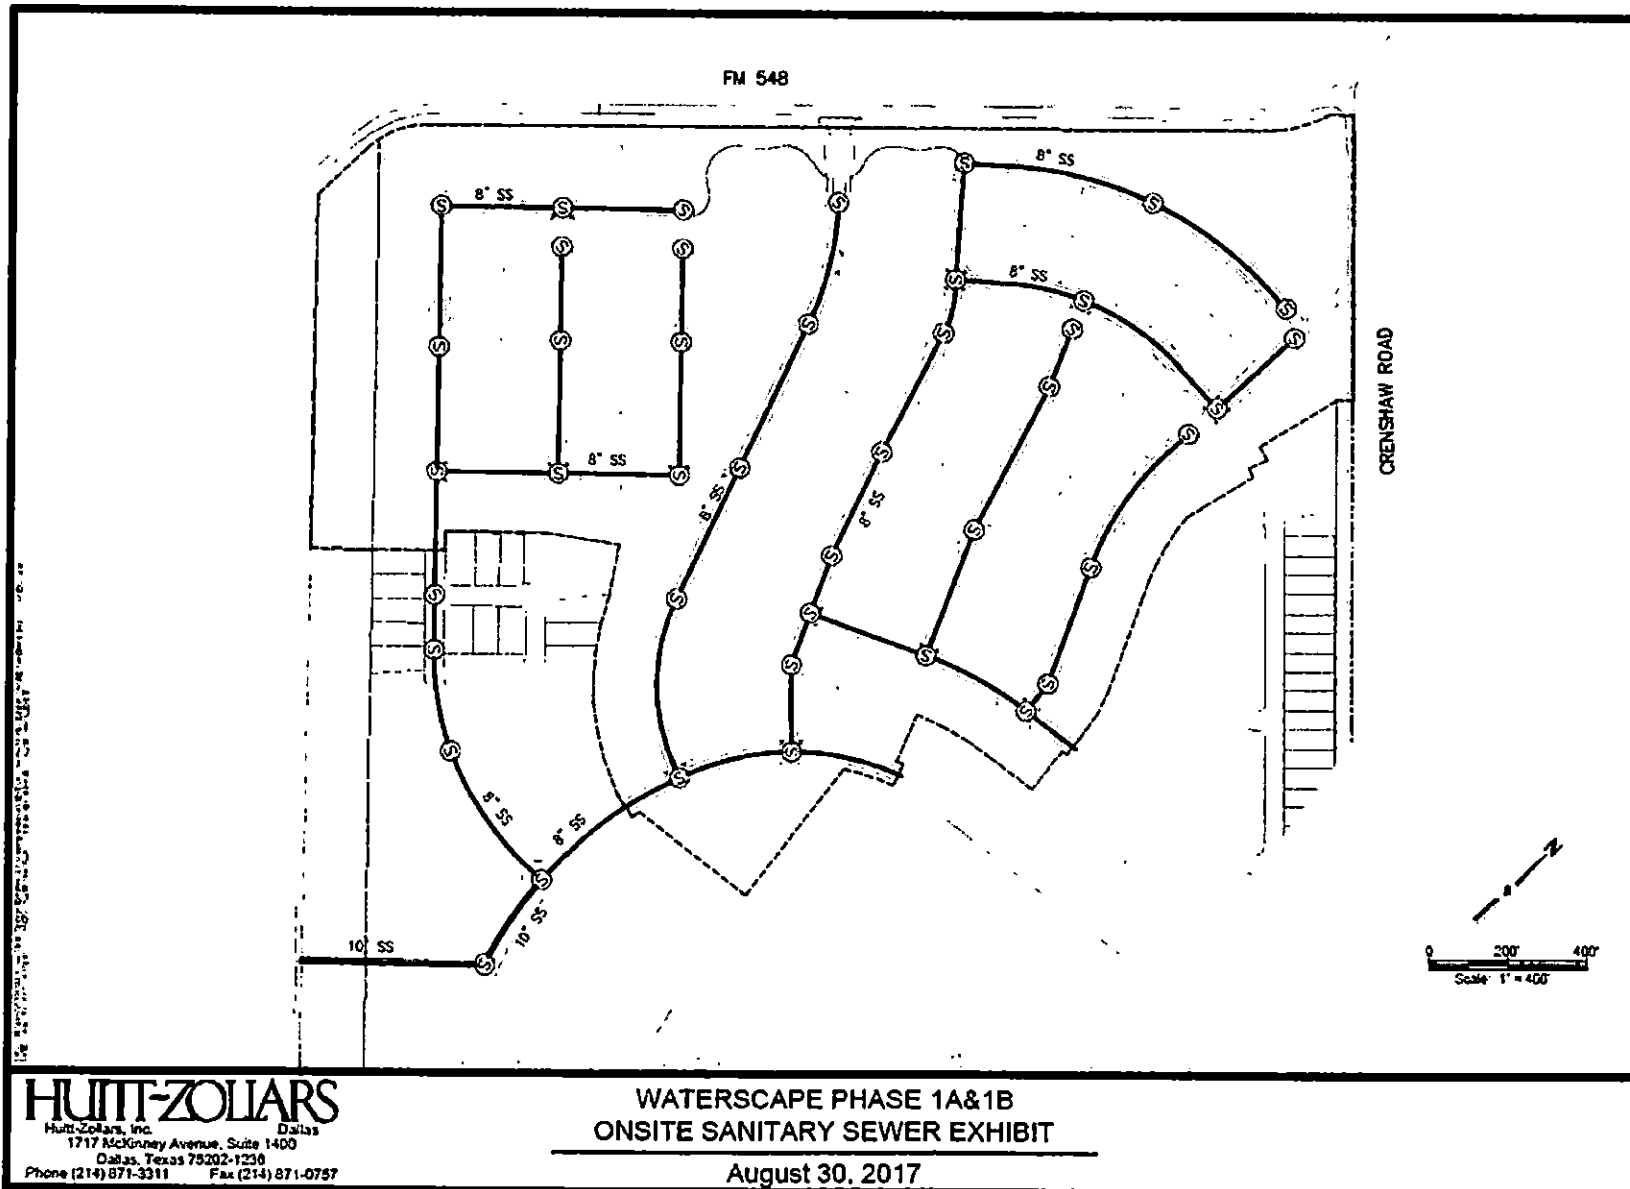 FM 548
8" SS
8" SS
8" SS
8" SS
8" SS
8" SS
8" SS
CRENSHAW ROAD
8" SS
8" SS
10" SS
10" SS
N
0 200' 400'
Scale: 1" = 400'
HUITT-ZOLLARS
Huitt-Zollars, Inc. Dallas
1717 McKinney Avenue, Suite 1400
Dallas, Texas 75202-1236
Phone (214) 871-3311 Fax (214) 871-0757
WATERSCAPE PHASE 1A&1B
ONSITE SANITARY SEWER EXHIBIT
August 30, 2017